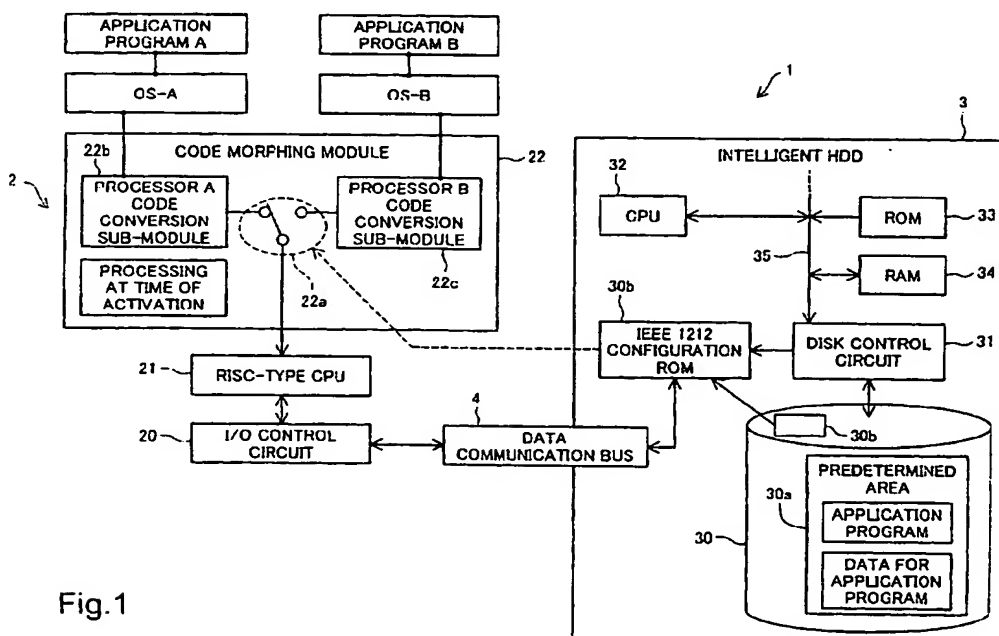 APPLICATION
PROGRAM A
APPLICATION
PROGRAM B
OS-A
OS-B
1
3
2
22b
CODE MORPHING MODULE
22
PROCESSOR A
CODE
CONVERSION
SUB-MODULE
PROCESSOR B
CODE
CONVERSION
SUB-MODULE
PROCESSING
AT TIME OF
ACTIVATION
22a
22c
INTELLIGENT HDD
32
CPU
ROM
33
35
RAM
34
30b
IEEE 1212
CONFIGURATION
ROM
DISK CONTROL
CIRCUIT
31
21
RISC-TYPE CPU
4
20
I/O CONTROL
CIRCUIT
DATA
COMMUNICATION BUS
30b
PREDETERMINED
AREA
30a
APPLICATION
PROGRAM
30
DATA FOR
APPLICATION
PROGRAM
Fig.1